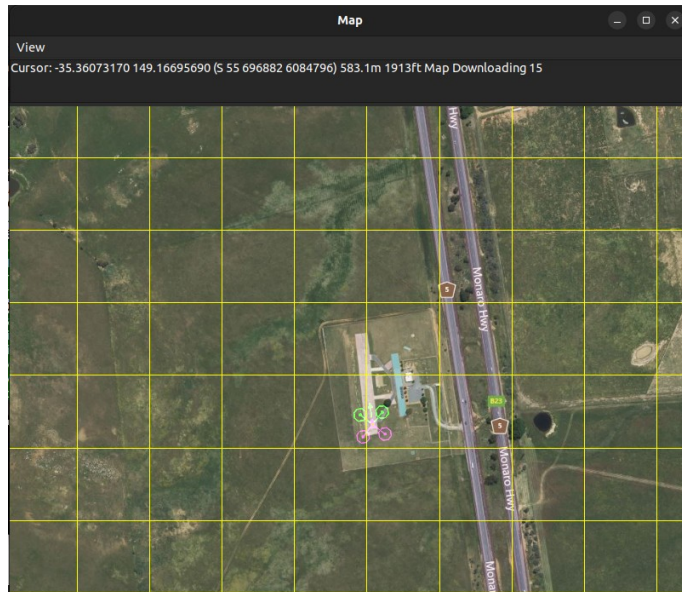 Map
View
Cursor: -35.36073170 149.16695690 (S 55 696882 6084796) 583.1m 1913ft Map Downloading 15
Hwy
5
Monaro Hwy
B23
5
Monaro Hwy
Mona